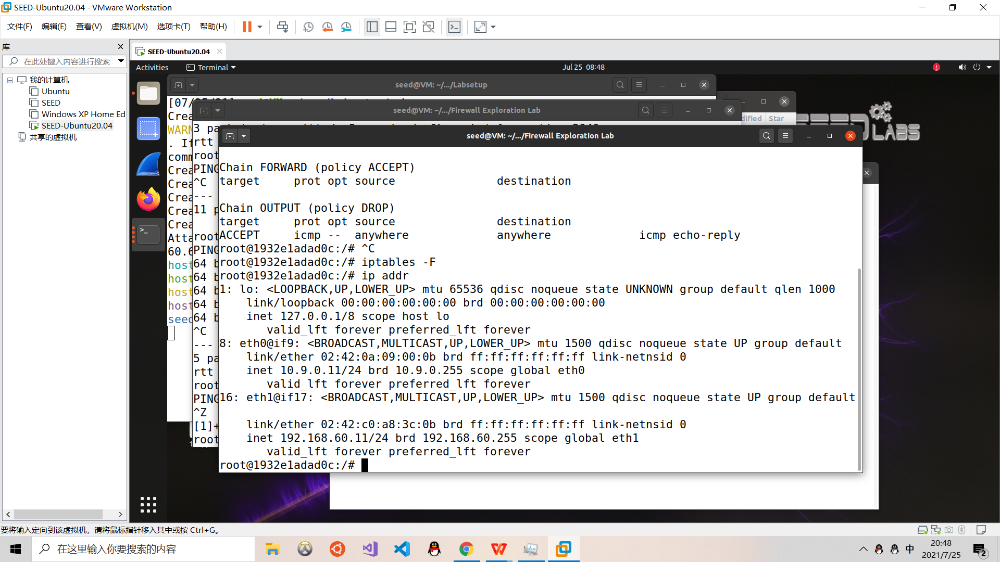 SEED-Ubuntu20.04 - VMware Workstation
文件(F) 编辑(E) 查看(V) 虚拟机(M) 选项卡(T) 帮助(H)
库
在此处键入内容进行搜索
我的计算机
Ubuntu
SEED
Windows XP Home Ed
SEED-Ubuntu20.04
共享的虚拟机
SEED-Ubuntu20.04
Activities Terminal Jul 25 08:48
seed@VM: ~/.../Labsetup
[07/
Crea
WARN
. If
comm
Crea
Crea
Crea
Crea
Crea
Atta
60.6
host
host
host
host
seed
seed@VM: ~/.../Firewall Exploration Lab
3 pa
rtt
root
PING
^C
---
11 p
root
PING
64 b
64 b
64 b
64 b
64 b
^C
---
5 pa
rtt
root
PING
^Z
[1]+
root
dified Star
SEED
LABS
seed@VM: ~/.../Firewall Exploration Lab
Chain FORWARD (policy ACCEPT)
target prot opt source destination
Chain OUTPUT (policy DROP)
target prot opt source destination
ACCEPT icmp -- anywhere anywhere icmp echo-reply
root@1932e1adad0c:/# ^C
root@1932e1adad0c:/# iptables -F
root@1932e1adad0c:/# ip addr
1: lo: <LOOPBACK,UP,LOWER_UP> mtu 65536 qdisc noqueue state UNKNOWN group default qlen 1000
link/loopback 00:00:00:00:00:00 brd 00:00:00:00:00:00
inet 127.0.0.1/8 scope host lo
valid_lft forever preferred_lft forever
8: eth0@if9: <BROADCAST,MULTICAST,UP,LOWER_UP> mtu 1500 qdisc noqueue state UP group default
link/ether 02:42:0a:09:00:0b brd ff:ff:ff:ff:ff:ff link-netnsid 0
inet 10.9.0.11/24 brd 10.9.0.255 scope global eth0
valid_lft forever preferred_lft forever
16: eth1@if17: <BROADCAST,MULTICAST,UP,LOWER_UP> mtu 1500 qdisc noqueue state UP group default
link/ether 02:42:c0:a8:3c:0b brd ff:ff:ff:ff:ff:ff link-netnsid 0
inet 192.168.60.11/24 brd 192.168.60.255 scope global eth1
valid_lft forever preferred_lft forever
root@1932e1adad0c:/#
要将输入定向到该虚拟机，请将鼠标指针移入其中或按 Ctrl+G。
在这里输入你要搜索的内容
中
20:48
2021/7/25
2